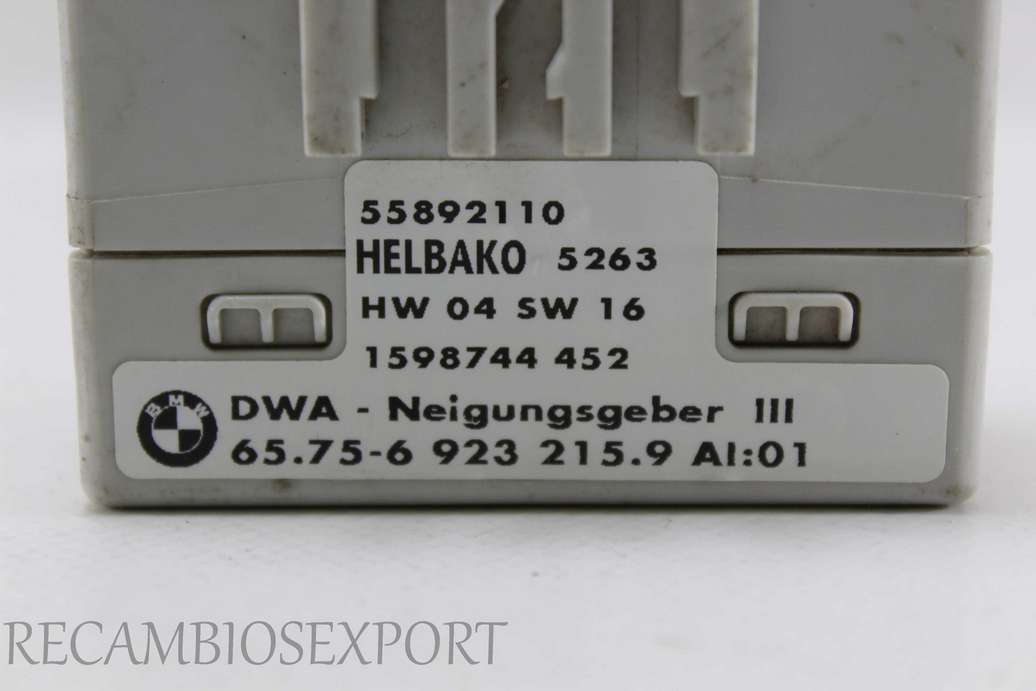 55892110
HELBAKO 5263
HW 04 SW 16
1598744 452
BMW
DWA - Neigungsgeber III
65.75-6 923 215.9 AI:01
RECAMBIOSEXPORT